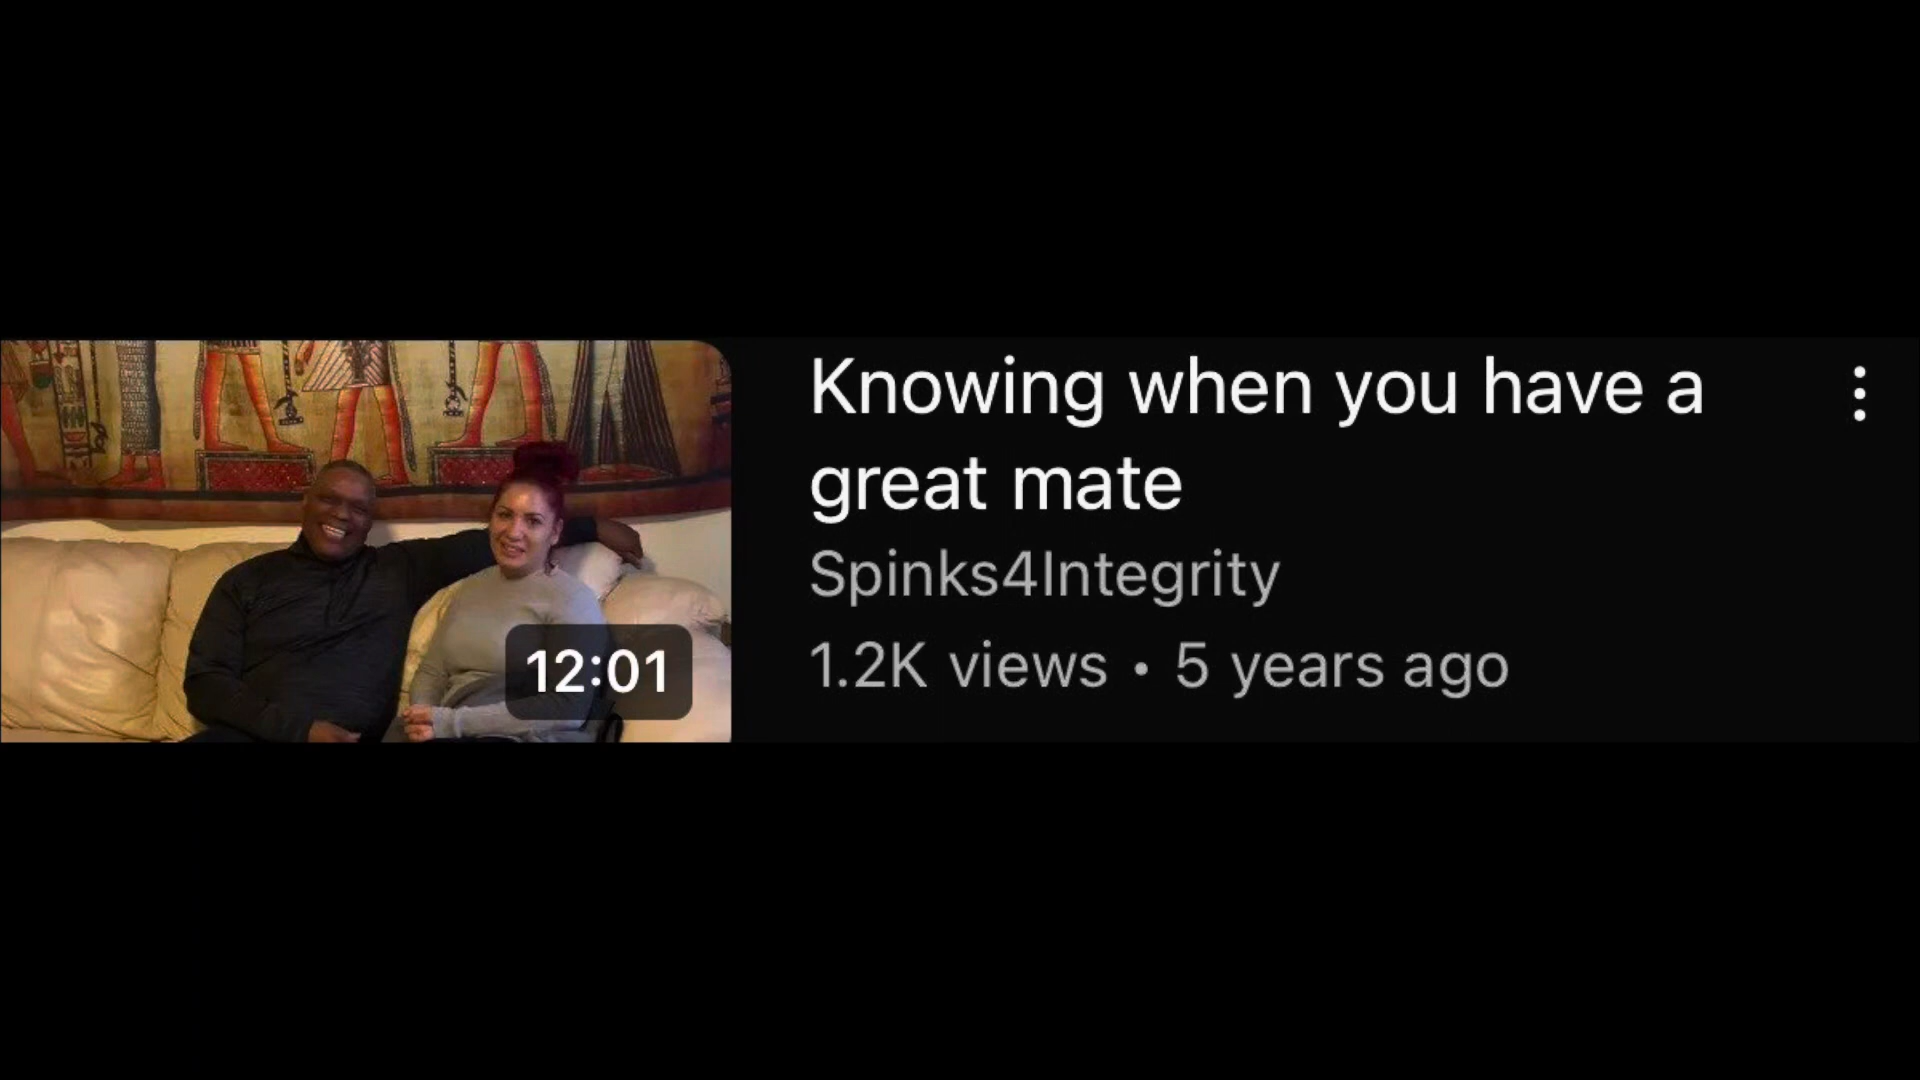 12:01
Knowing when you have a
great mate
Spinks4Integrity
1.2K views • 5 years ago